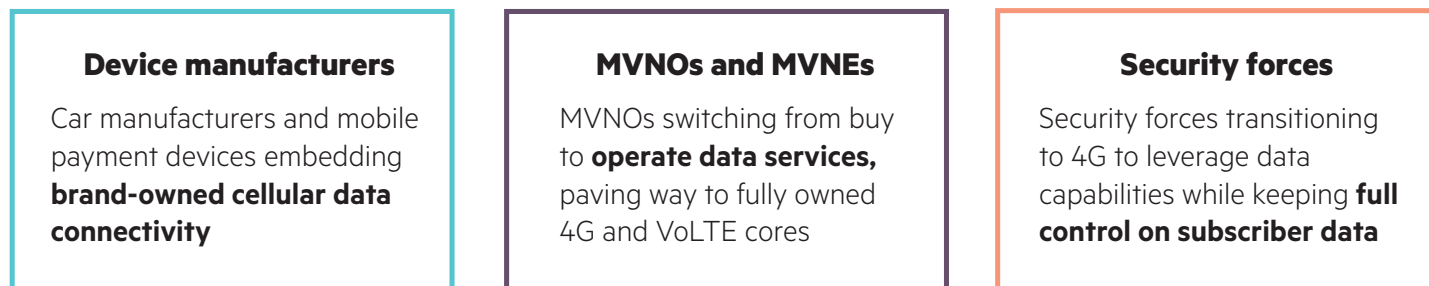 Device manufacturers
Car manufacturers and mobile
payment devices embedding
brand-owned cellular data
connectivity
MVNOs and MVNEs
MVNOs switching from buy
to operate data services,
paving way to fully owned
4G and VoLTE cores
Security forces
Security forces transitioning
to 4G to leverage data
capabilities while keeping full
control on subscriber data